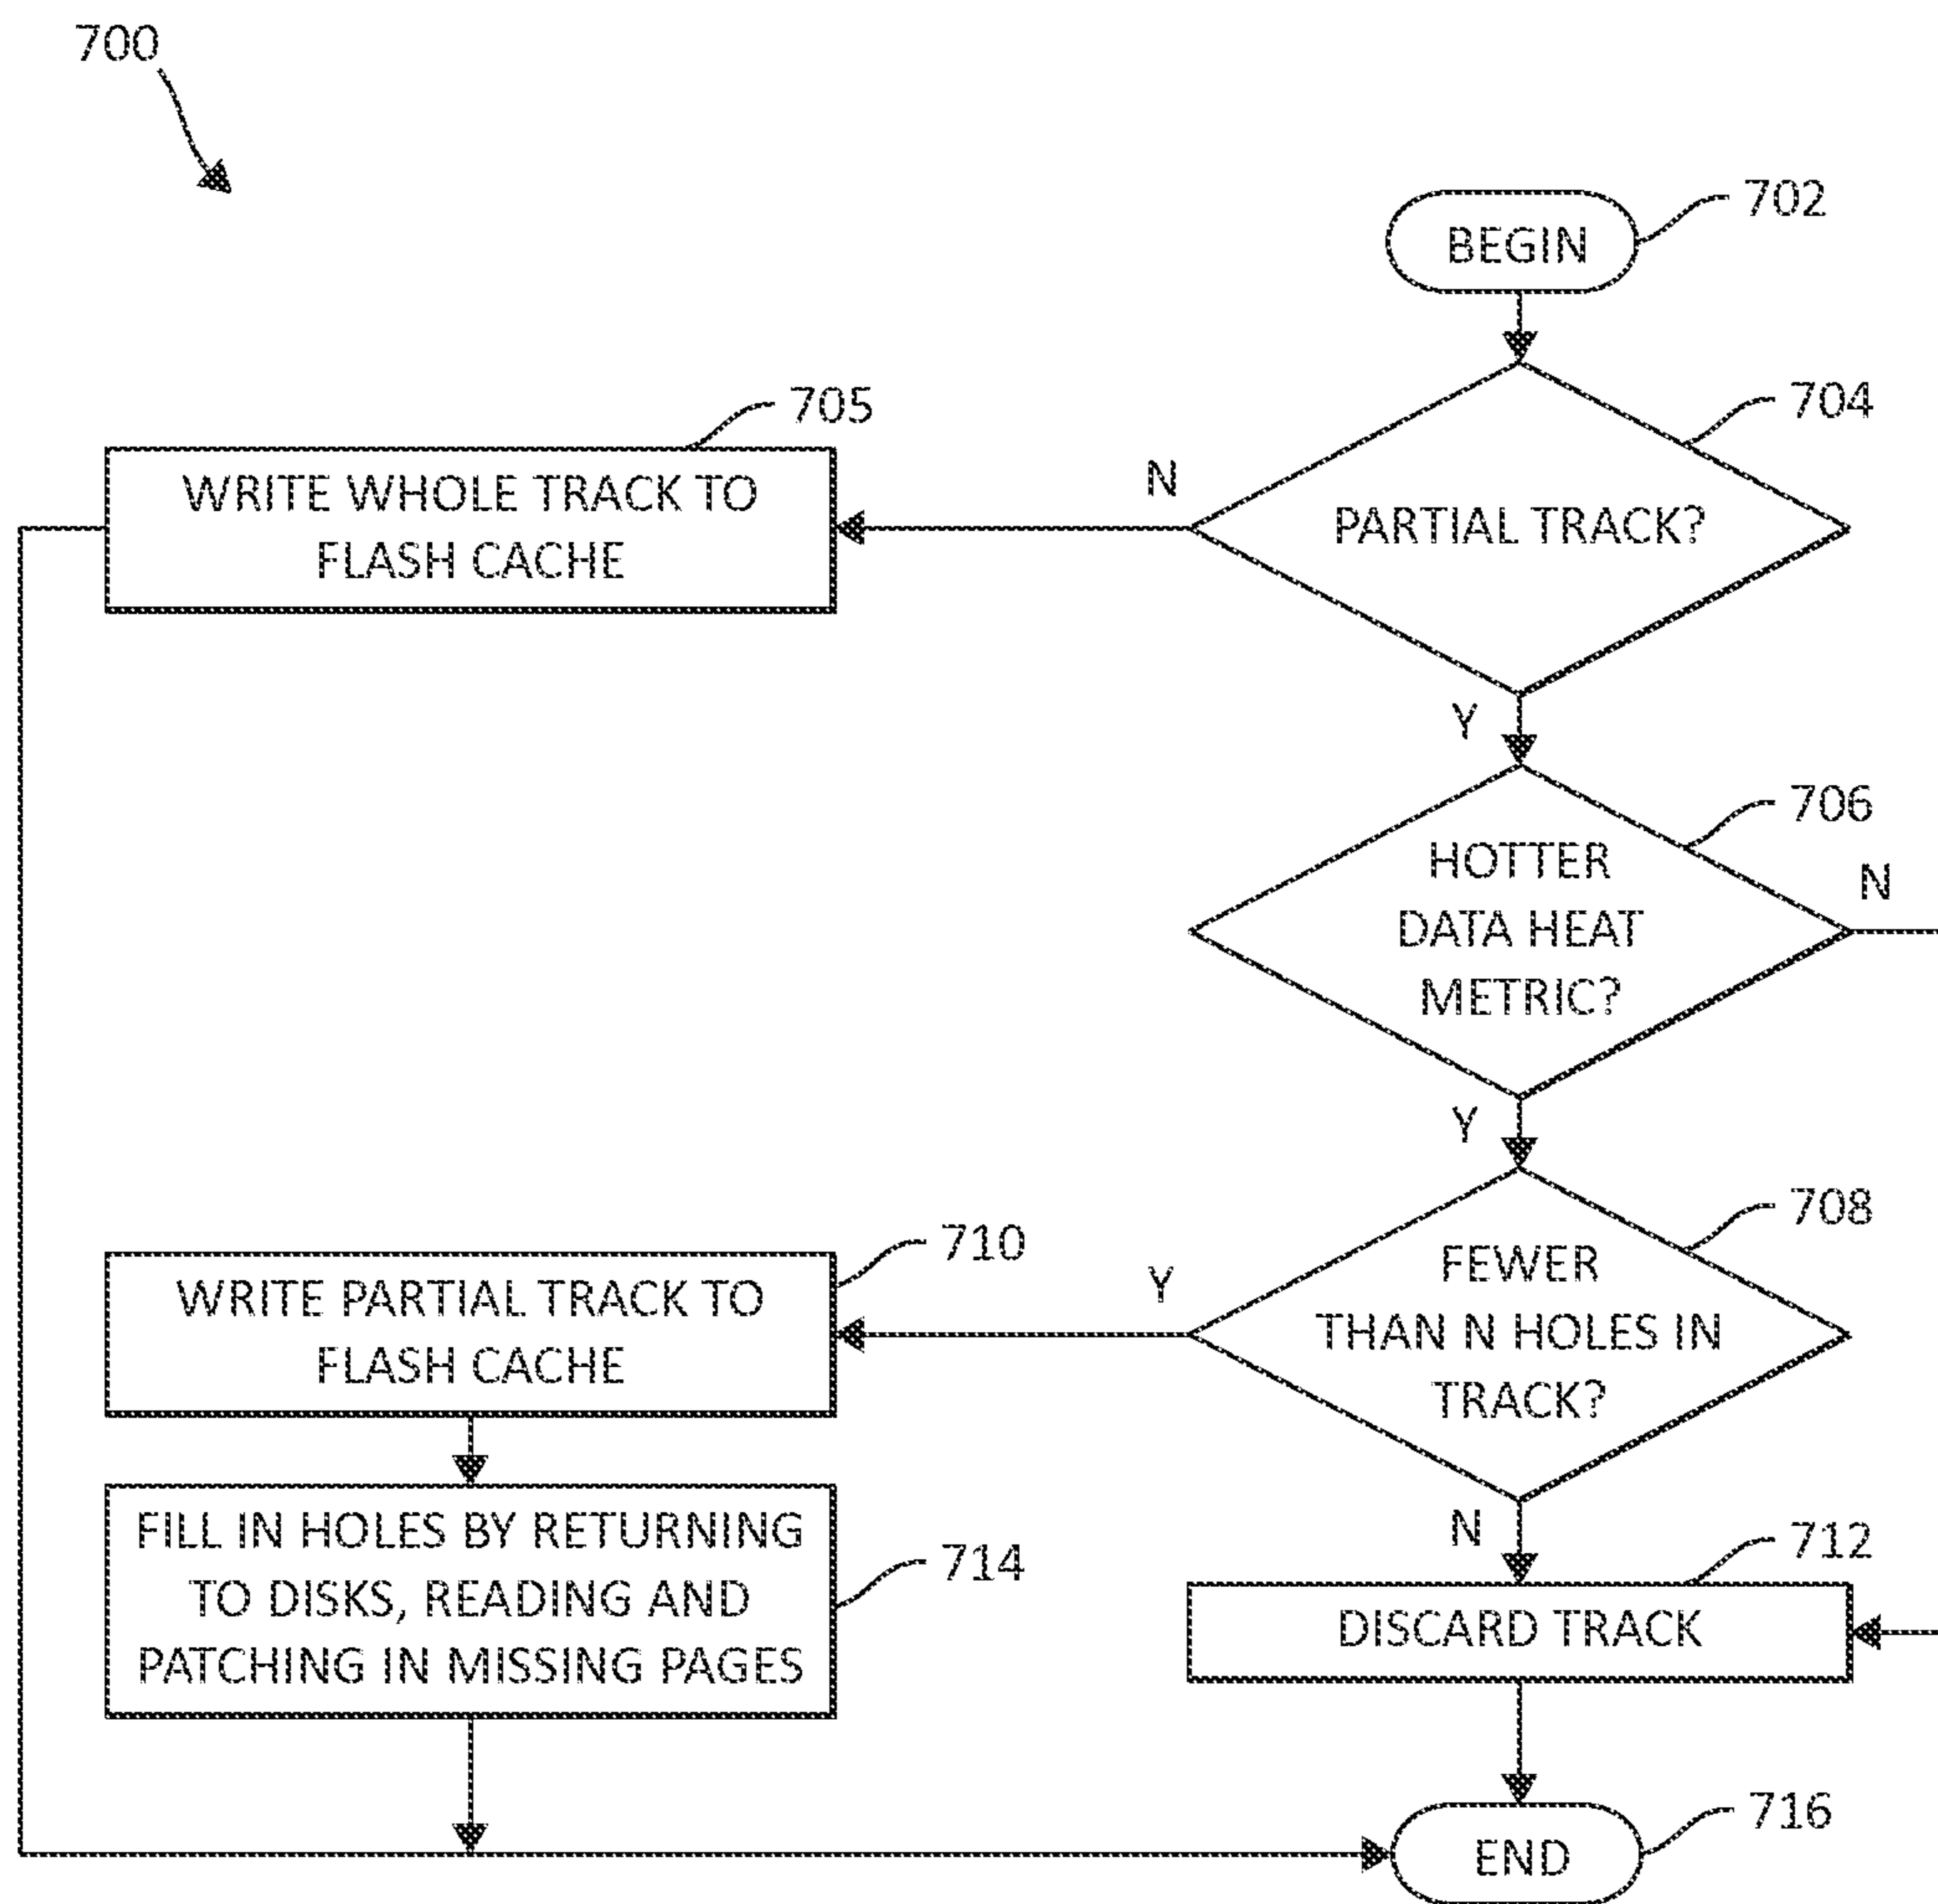 700
BEGIN
702
PARTIAL TRACK?
704
N
WRITE WHOLE TRACK TO
FLASH CACHE
705
Y
HOTTER
DATA HEAT
METRIC?
706
N
Y
FEWER
THAN N HOLES IN
TRACK?
708
Y
WRITE PARTIAL TRACK TO
FLASH CACHE
710
FILL IN HOLES BY RETURNING
TO DISKS, READING AND
PATCHING IN MISSING PAGES
714
N
DISCARD TRACK
712
END
716